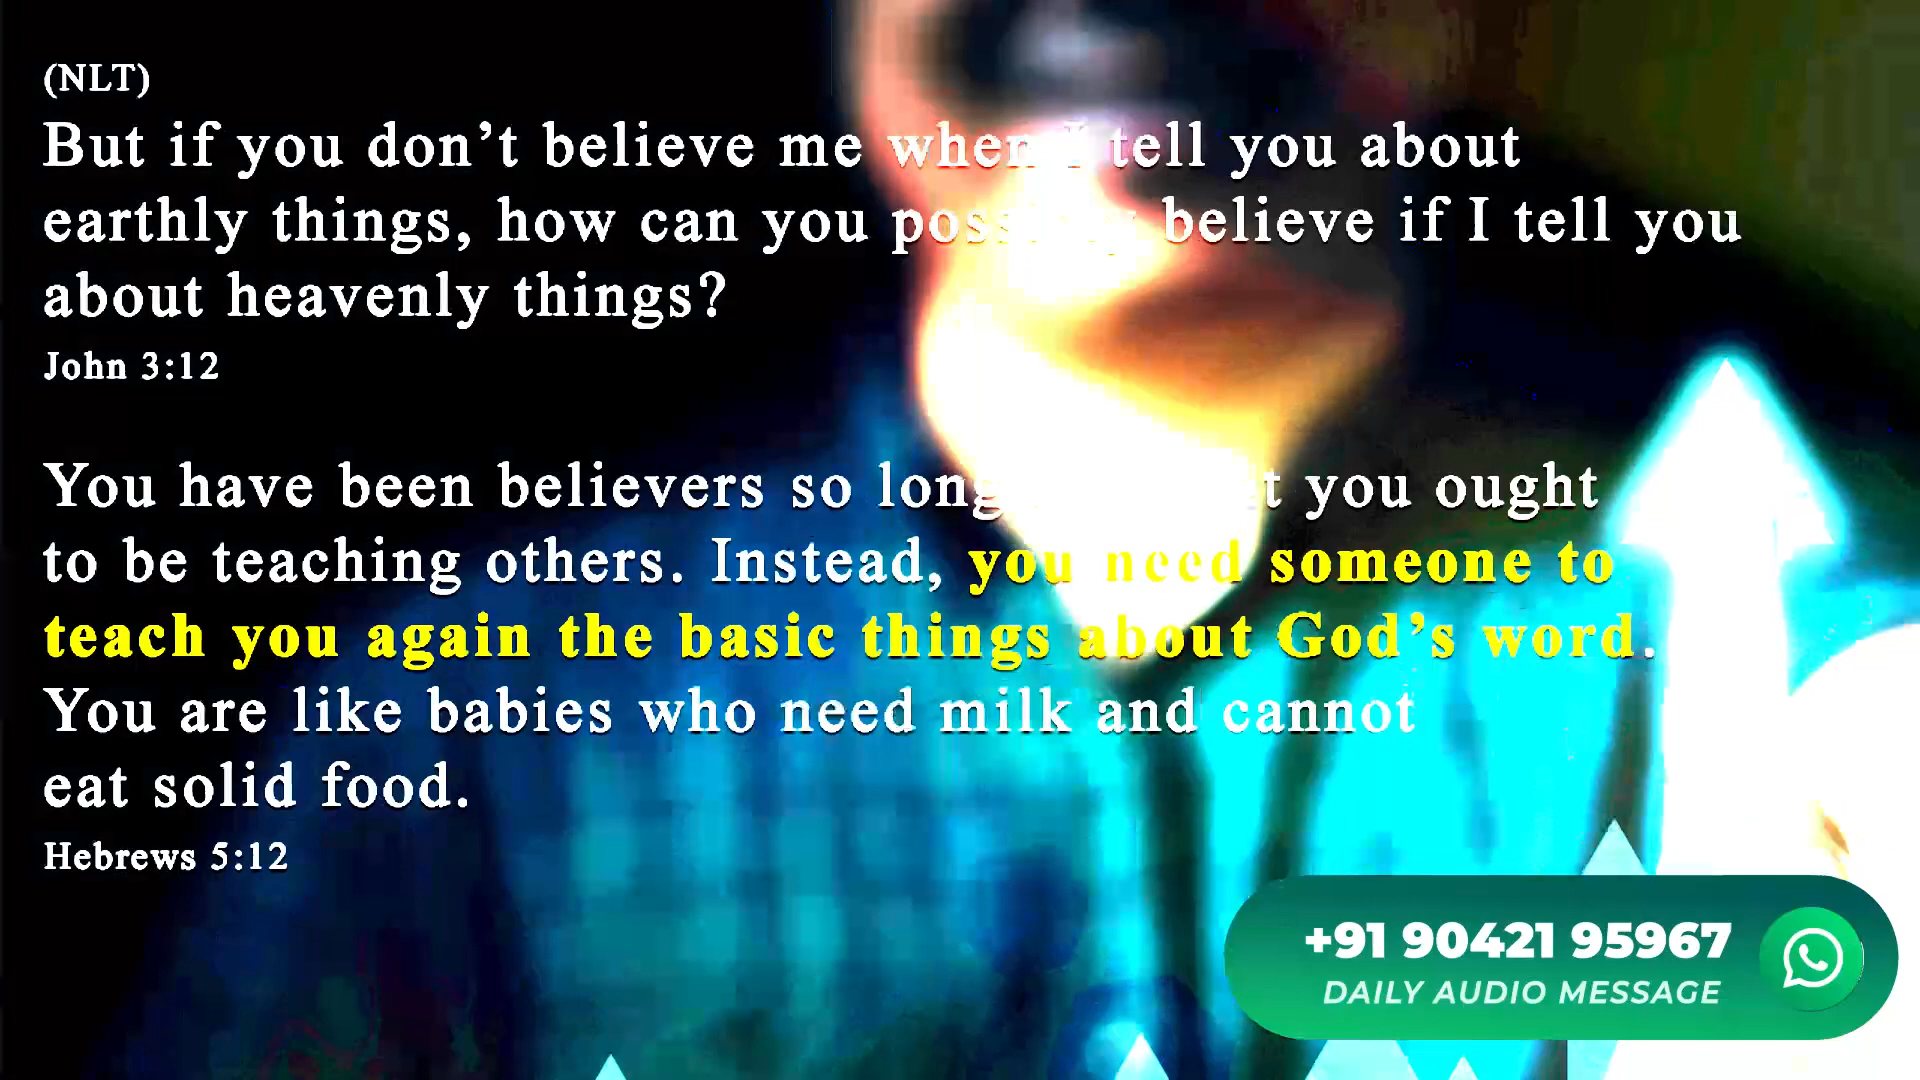 (NLT)
But if you don’t believe me when I tell you about
earthly things, how can you possibly believe if I tell you
about heavenly things?
John 3:12
You have been believers so long you ought
to be teaching others. Instead, you need someone to
teach you again the basic things about God’s word.
You are like babies who need milk and cannot
eat solid food.
Hebrews 5:12
+91 90421 95967
DAILY AUDIO MESSAGE